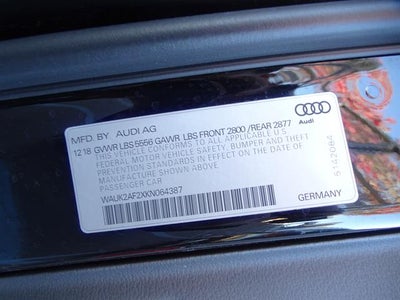 MFD. BY AUDI AG
Audi
12 18 GVWR LBS 5556 GAWR LBS FRONT 2800 / REAR 2877
THIS VEHICLE CONFORMS TO ALL APPLICABLE U.S.
FEDERAL MOTOR VEHICLE SAFETY, BUMPER, AND THEFT
PREVENTION STANDARDS IN EFFECT ON THE DATE OF
MANUFACTURE SHOWN ABOVE.
PASSENGER CAR
WAUK2AF2XKN064387
GERMANY
5142084